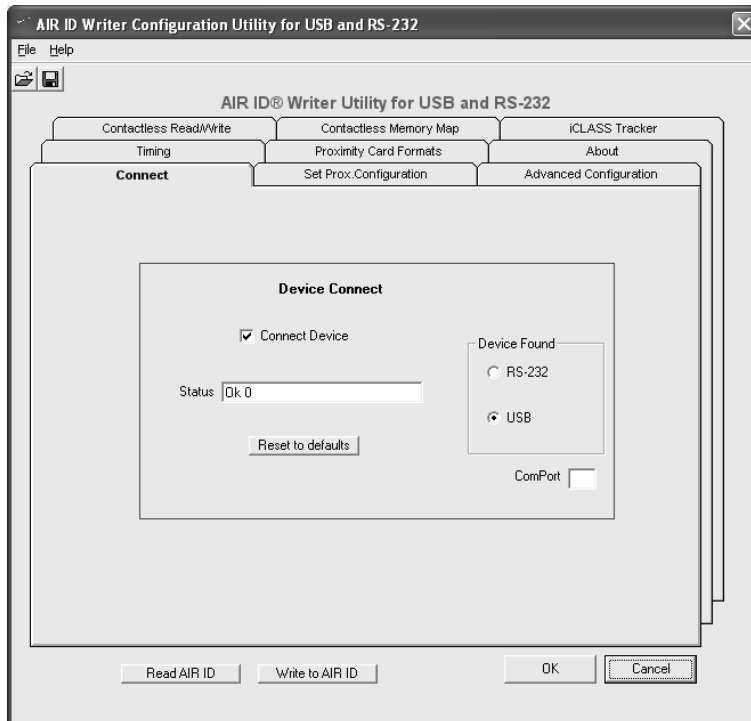 AIR ID Writer Configuration Utility for USB and RS-232
File Help
AIR ID® Writer Utility for USB and RS-232
Contactless Read/Write Contactless Memory Map iCLASS Tracker
Timing Proximity Card Formats About
Connect Set Prox.Configuration Advanced Configuration
Device Connect
Connect Device
Device Found
RS-232
Status Ok 0
USB
Reset to defaults
ComPort
Read AIR ID Write to AIR ID OK Cancel